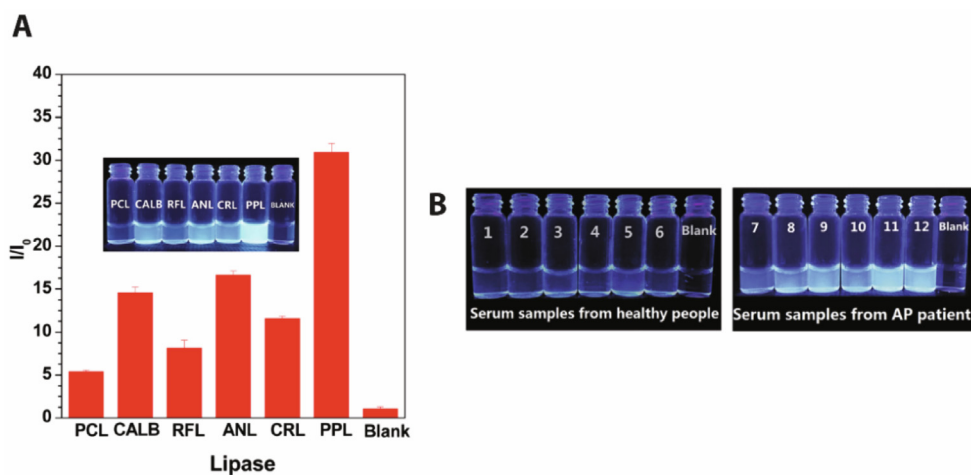 A
40
35
30
25
20
15
10
5
0
I/I0
PCL CALB RFL ANL CRL PPL BLANK
PCL CALB RFL ANL CRL PPL Blank
Lipase
B
1 2 3 4 5 6 Blank
Serum samples from healthy people
7 8 9 10 11 12 Blank
Serum samples from AP patient